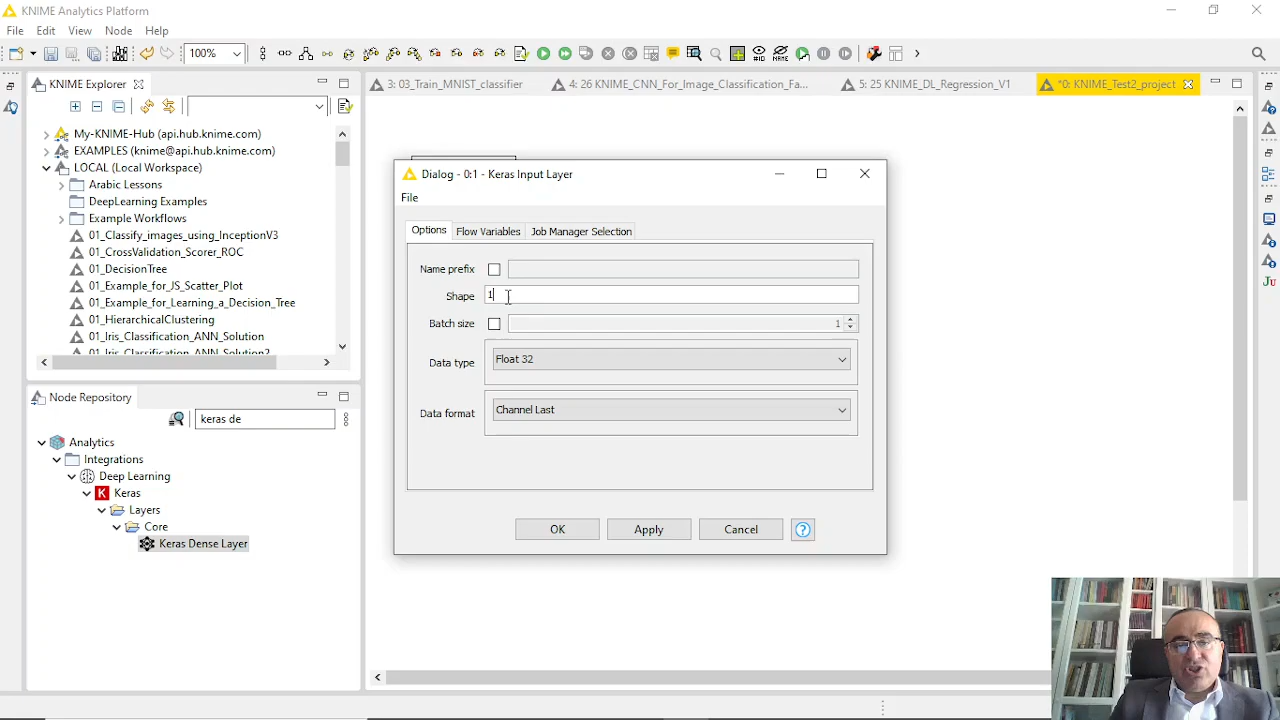 KNIME Analytics Platform
File Edit View Node Help
100%
KNIME Explorer
3: 03_Train_MNIST_classifier
4: 26 KNIME_CNN_For_Image_Classification_Fa...
5: 25 KNIME_DL_Regression_V1
*0: KNIME_Test2_project
My-KNIME-Hub (api.hub.knime.com)
EXAMPLES (knime@api.hub.knime.com)
LOCAL (Local Workspace)
Arabic Lessons
DeepLearning Examples
Example Workflows
01_Classify_images_using_InceptionV3
01_CrossValidation_Scorer_ROC
01_DecisionTree
01_Example_for_JS_Scatter_Plot
01_Example_for_Learning_a_Decision_Tree
01_HierarchicalClustering
01_Iris_Classification_ANN_Solution
01_Iris_Classification_ANN_Solution2
Node Repository
keras de
Analytics
Integrations
Deep Learning
K Keras
Layers
Core
Keras Dense Layer
Dialog - 0:1 - Keras Input Layer
File
Options Flow Variables Job Manager Selection
Name prefix
Shape 1
Batch size 1
Data type Float 32
Data format Channel Last
OK Apply Cancel ?
Ju